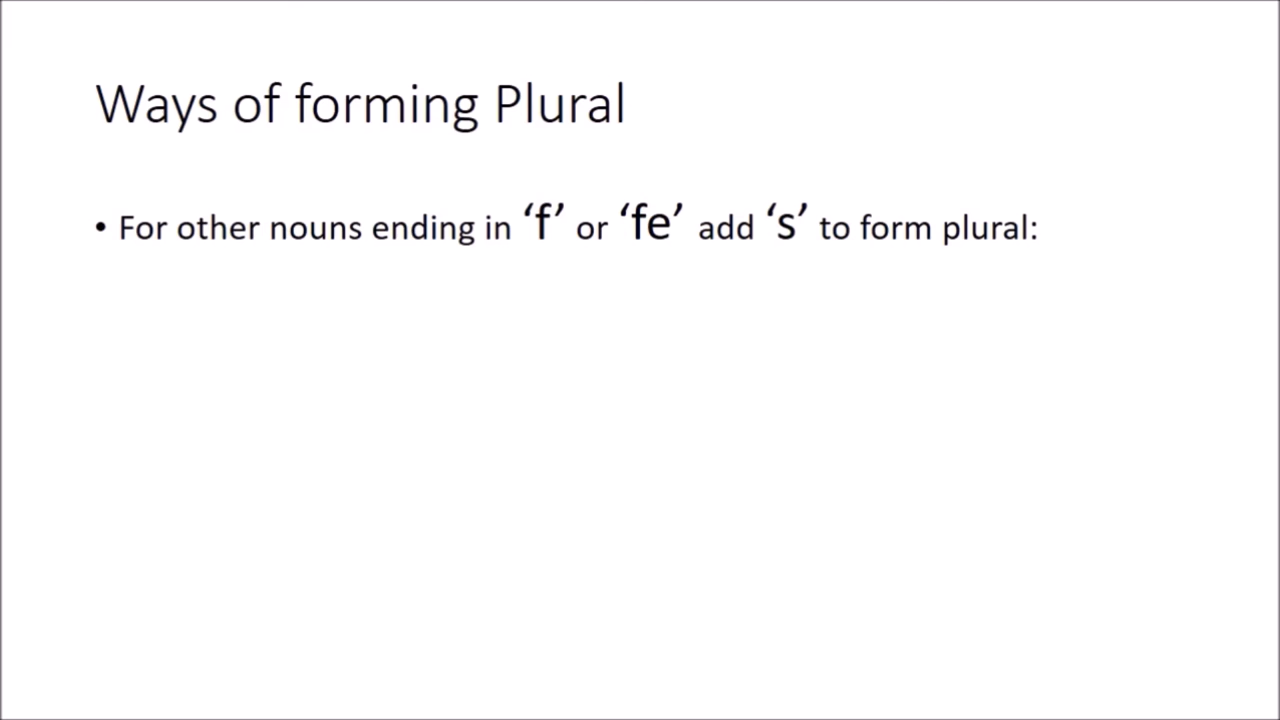 Ways of forming Plural
• For other nouns ending in ‘f’ or ‘fe’ add ‘s’ to form plural: